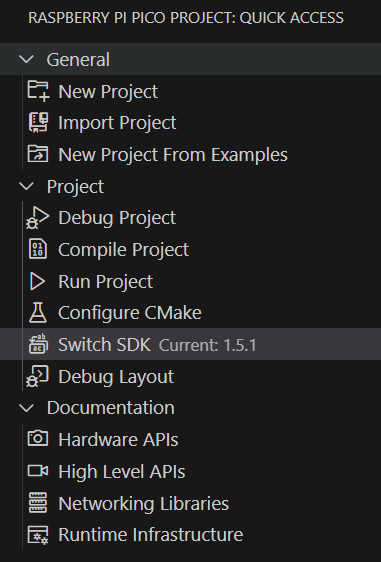 RASPBERRY PI PICO PROJECT: QUICK ACCESS
General
New Project
Import Project
New Project From Examples
Project
Debug Project
Compile Project
Run Project
Configure CMake
Switch SDK Current: 1.5.1
Debug Layout
Documentation
Hardware APIs
High Level APIs
Networking Libraries
Runtime Infrastructure